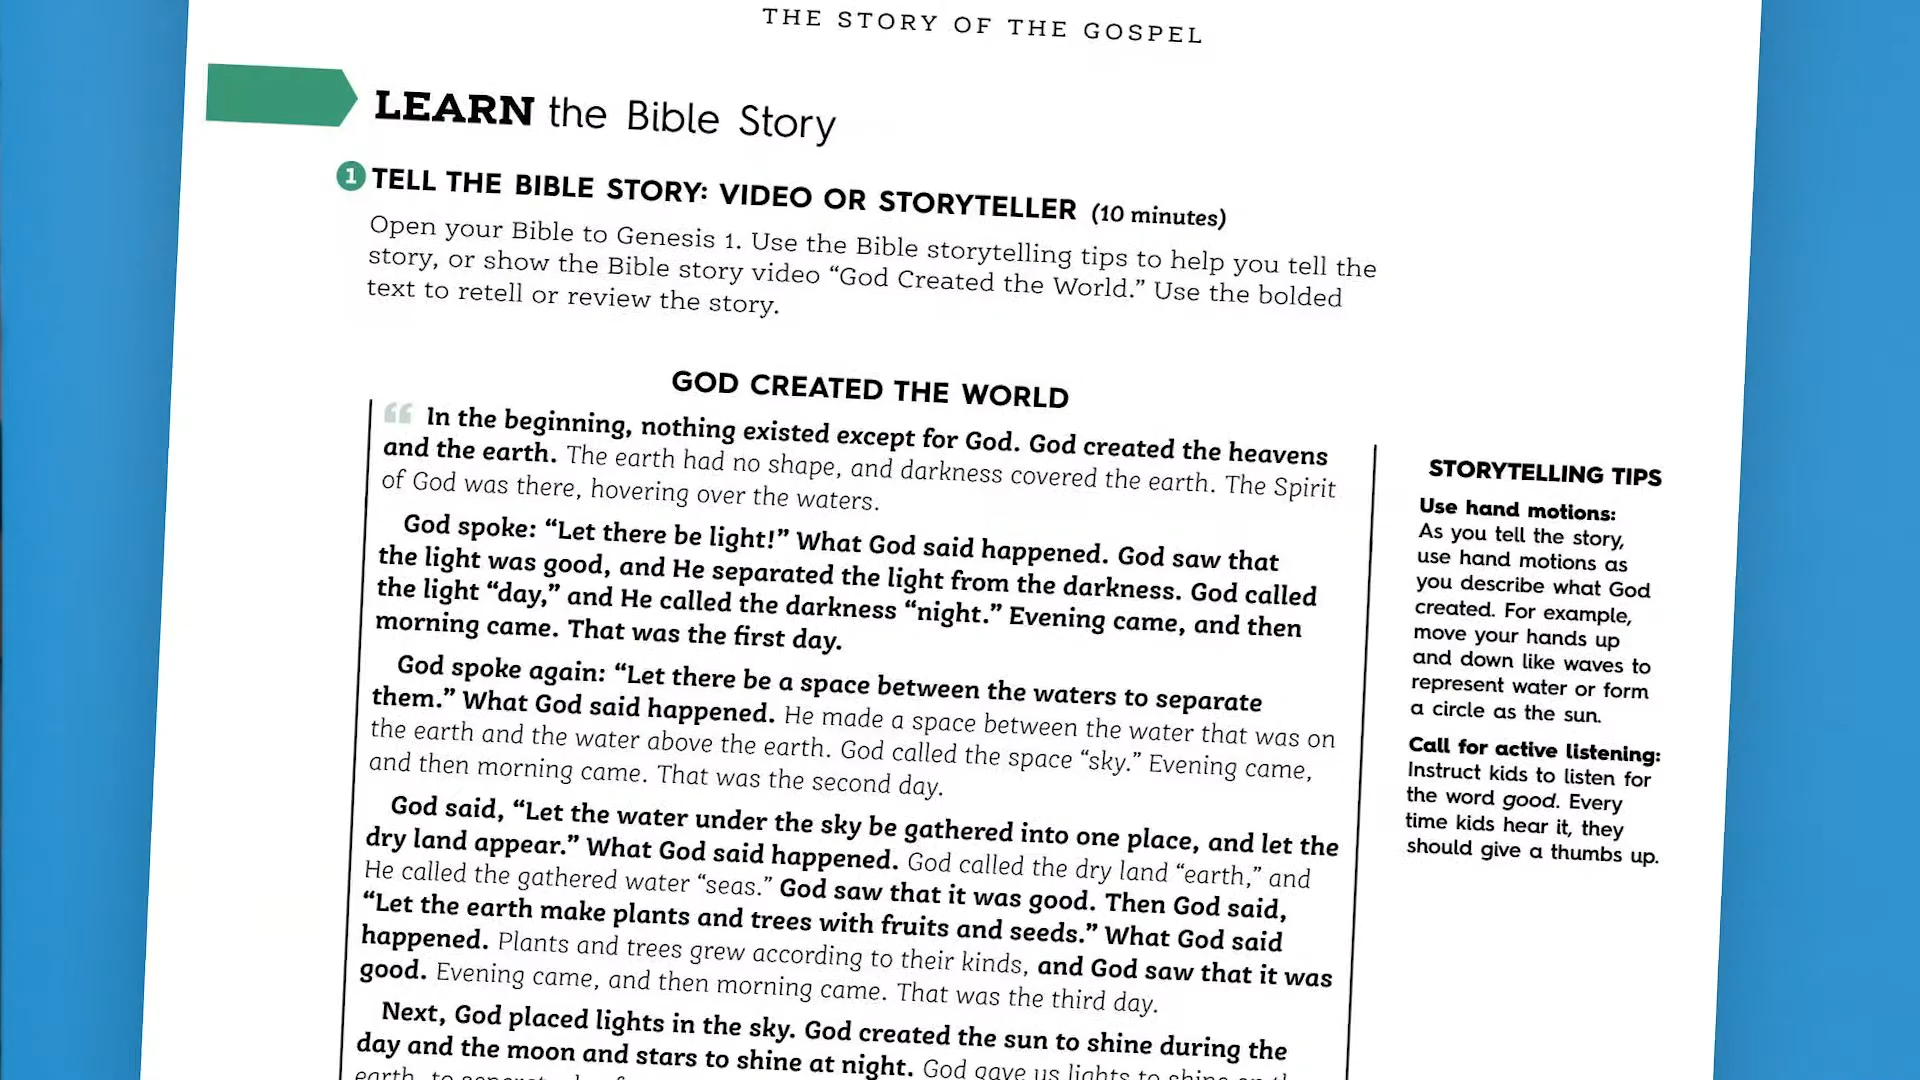 THE STORY OF THE GOSPEL
LEARN the Bible Story
1 TELL THE BIBLE STORY: VIDEO OR STORYTELLER (10 minutes)
Open your Bible to Genesis 1. Use the Bible storytelling tips to help you tell the
story, or show the Bible story video “God Created the World.” Use the bolded
text to retell or review the story.
GOD CREATED THE WORLD
“ In the beginning, nothing existed except for God. God created the heavens
and the earth. The earth had no shape, and darkness covered the earth. The Spirit
of God was there, hovering over the waters.
God spoke: “Let there be light!” What God said happened. God saw that
the light was good, and He separated the light from the darkness. God called
the light “day,” and He called the darkness “night.” Evening came, and then
morning came. That was the first day.
God spoke again: “Let there be a space between the waters to separate
them.” What God said happened. He made a space between the water that was on
the earth and the water above the earth. God called the space “sky.” Evening came,
and then morning came. That was the second day.
God said, “Let the water under the sky be gathered into one place, and let the
dry land appear.” What God said happened. God called the dry land “earth,” and
He called the gathered water “seas.” God saw that it was good. Then God said,
“Let the earth make plants and trees with fruits and seeds.” What God said
happened. Plants and trees grew according to their kinds, and God saw that it was
good. Evening came, and then morning came. That was the third day.
Next, God placed lights in the sky. God created the sun to shine during the
day and the moon and stars to shine at night. God gave us lights to shine on
earth, to
STORYTELLING TIPS
Use hand motions:
As you tell the story,
use hand motions as
you describe what God
created. For example,
move your hands up
and down like waves to
represent water or form
a circle as the sun.
Call for active listening:
Instruct kids to listen for
the word good. Every
time kids hear it, they
should give a thumbs up.